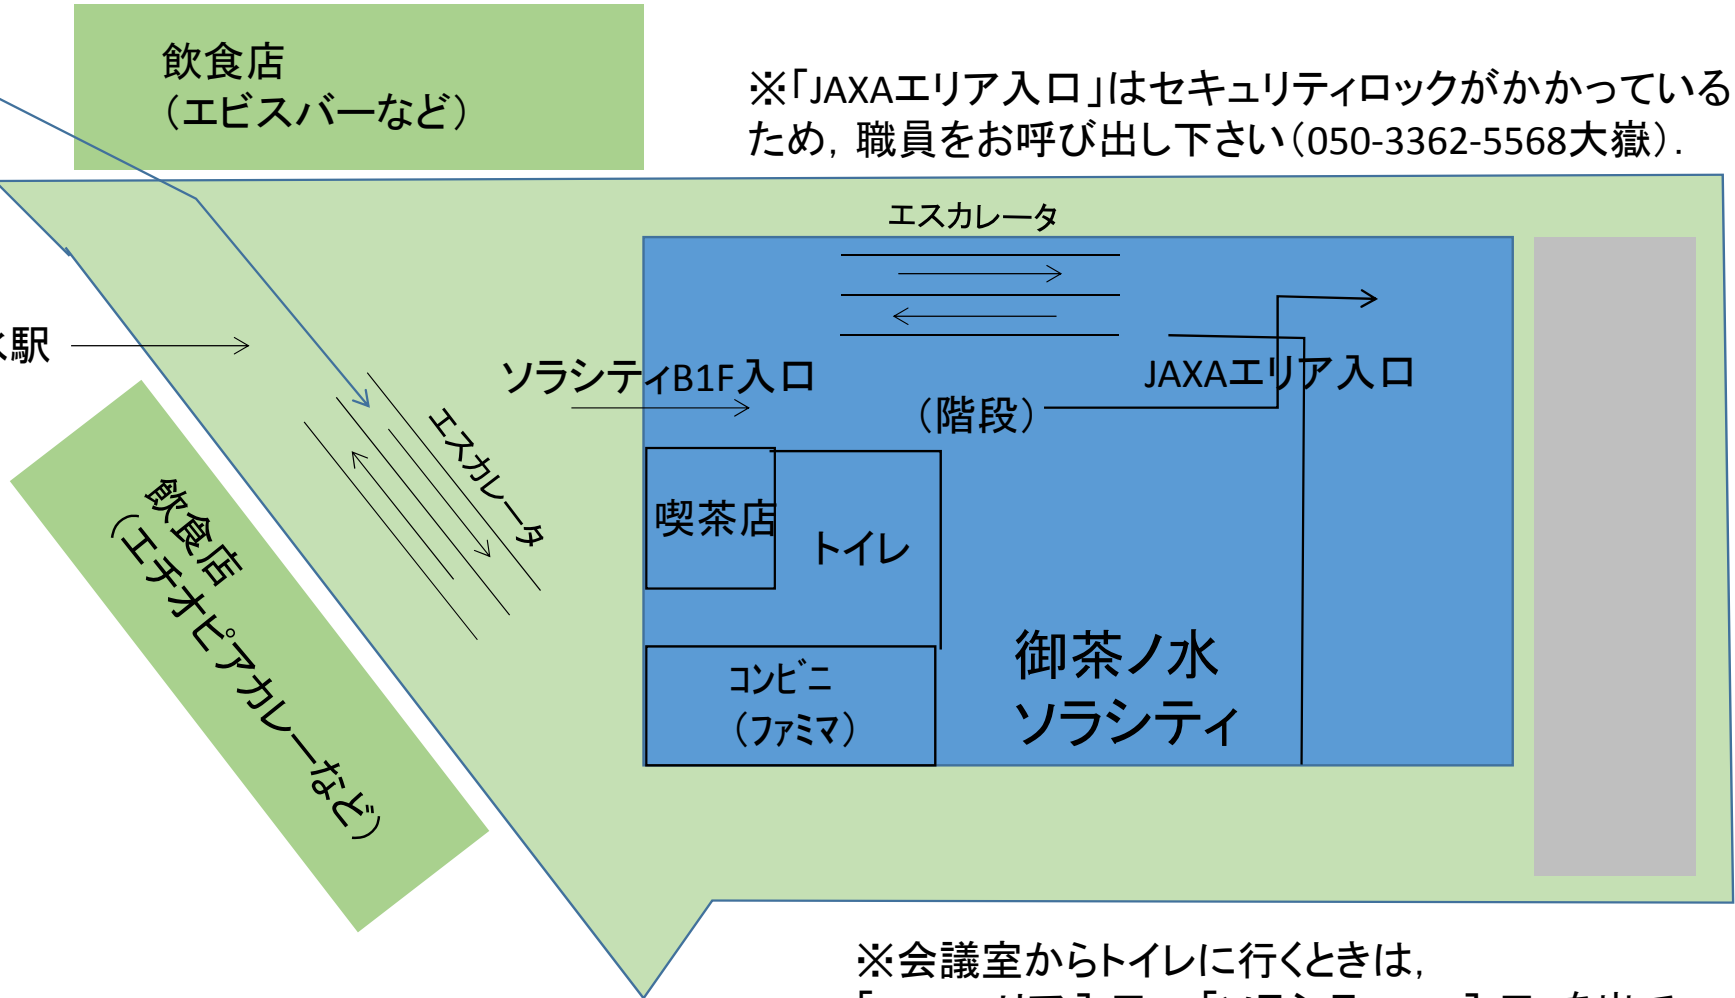 飲食店
（エビスバーなど）
※「JAXAエリア入口」はセキュリティロックがかかっている
ため，職員をお呼び出し下さい（050-3362-5568大嶽）．
エスカレータ
駅
ソラシティB1F入口
JAXAエリア入口
（階段）
エスカレータ
喫茶店
トイレ
飲食店
（エチオピアカレーなど）
コンビニ
（ファミマ）
御茶ノ水
ソラシティ
※会議室からトイレに行くときは，